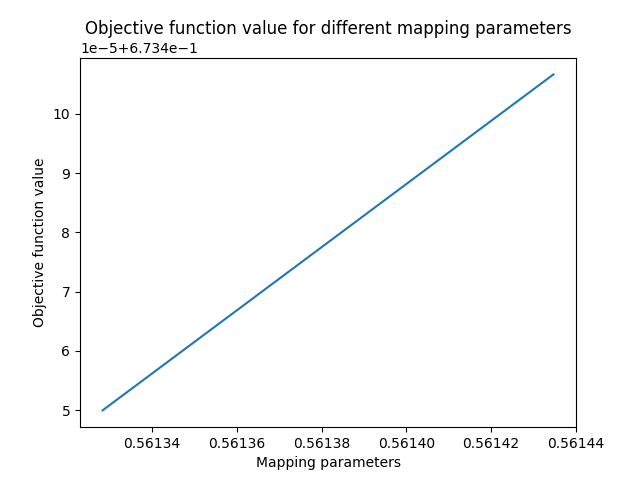 Objective function value for different mapping parameters
1e−5+6.734e−1
10
9
8
7
6
5
Objective function value
0.56134 0.56136 0.56138 0.56140 0.56142 0.56144
Mapping parameters